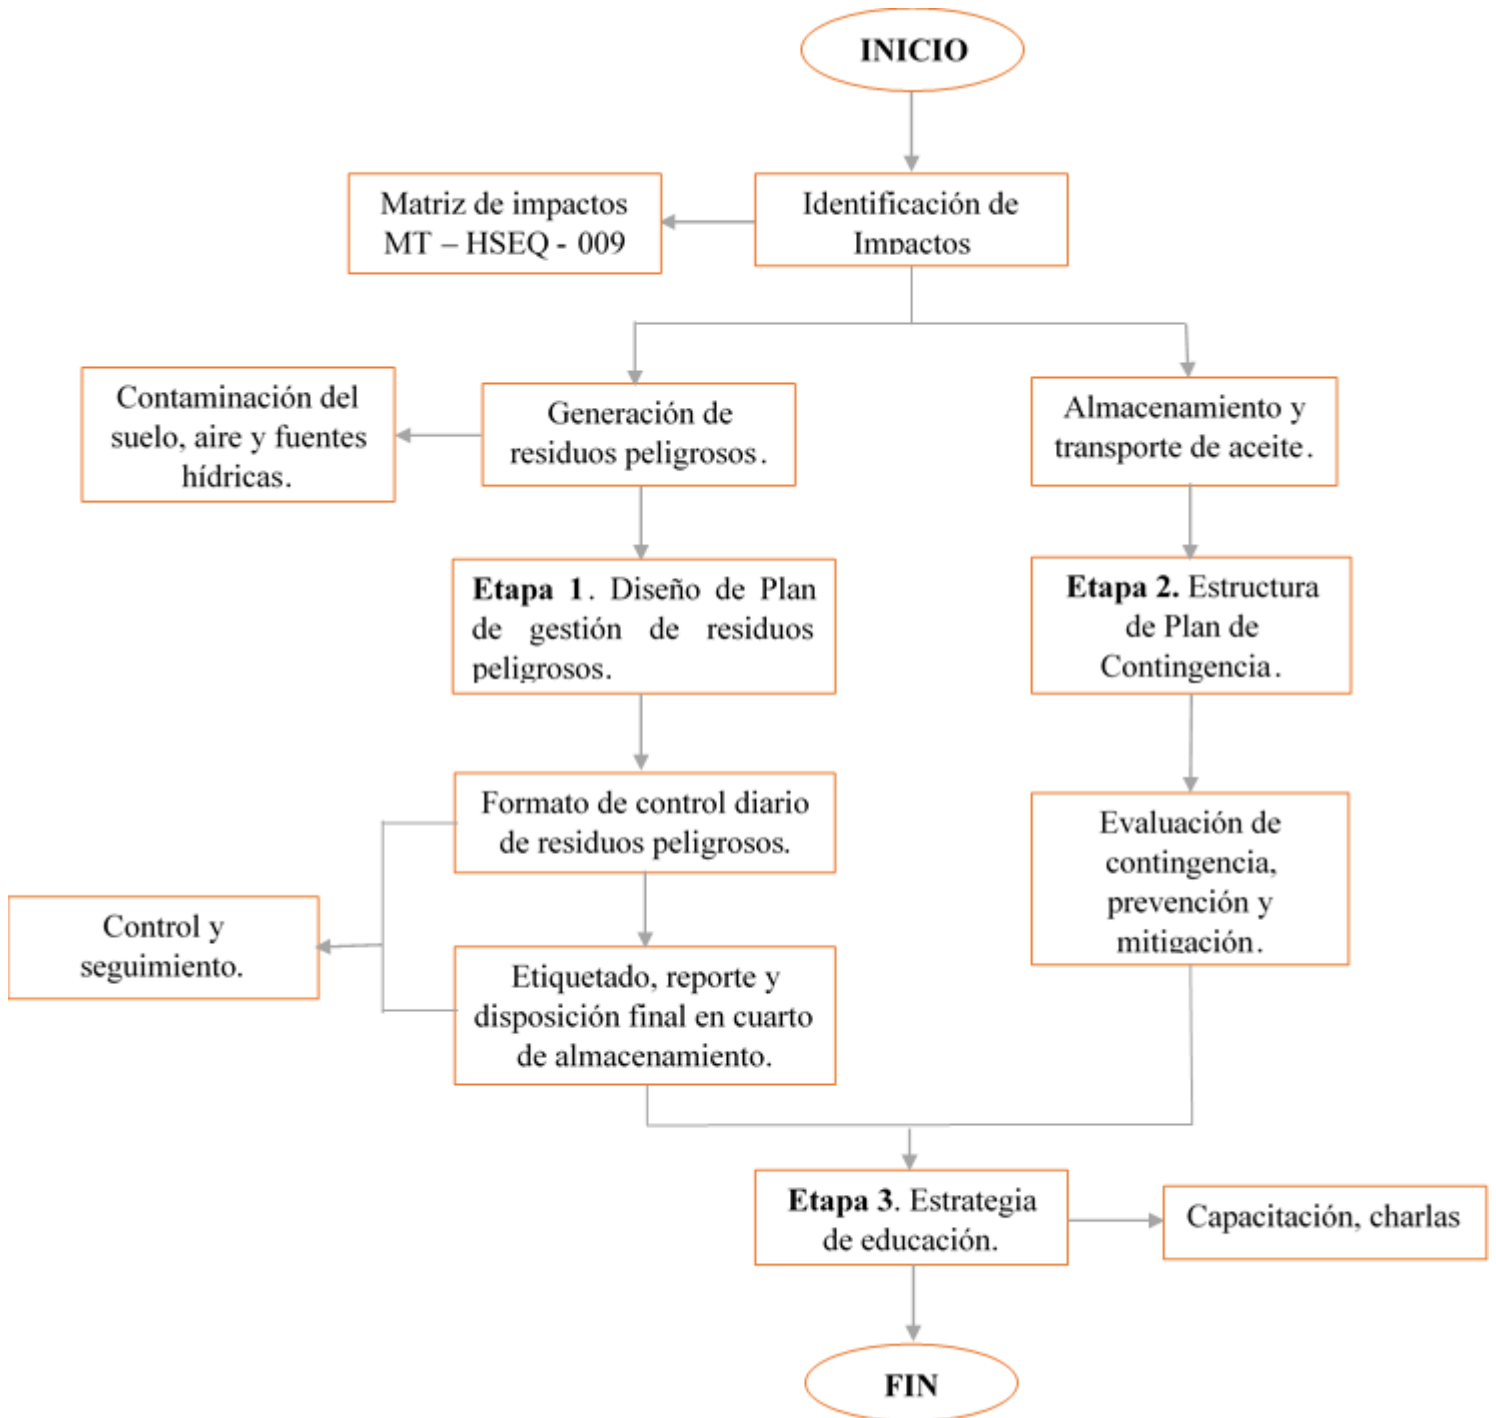 INICIO
Matriz de impactos
MT – HSEQ - 009
Identificación de
Impactos
Contaminación del
suelo, aire y fuentes
hídricas.
Generación de
residuos peligrosos.
Almacenamiento y
transporte de aceite.
Etapa 1. Diseño de Plan
de gestión de residuos
peligrosos.
Etapa 2. Estructura
de Plan de
Contingencia.
Formato de control diario
de residuos peligrosos.
Evaluación de
contingencia,
prevención y
mitigación.
Control y
seguimiento.
Etiquetado, reporte y
disposición final en cuarto
de almacenamiento.
Etapa 3. Estrategia
de educación.
Capacitación, charlas
FIN